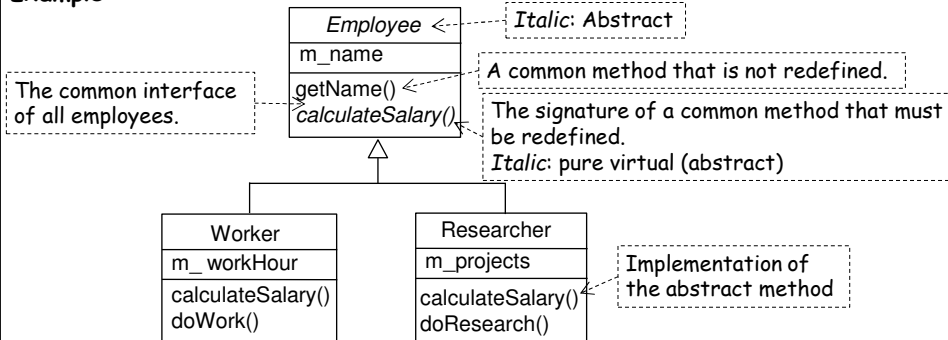 Example
Employee
Italic: Abstract
m_name
A common method that is not redefined.
The common interface
of all employees.
getName()
calculateSalary()
The signature of a common method that must
be redefined.
Italic: pure virtual (abstract)
Worker
m_ workHour
calculateSalary()
doWork()
Researcher
m_projects
calculateSalary()
doResearch()
Implementation of
the abstract method